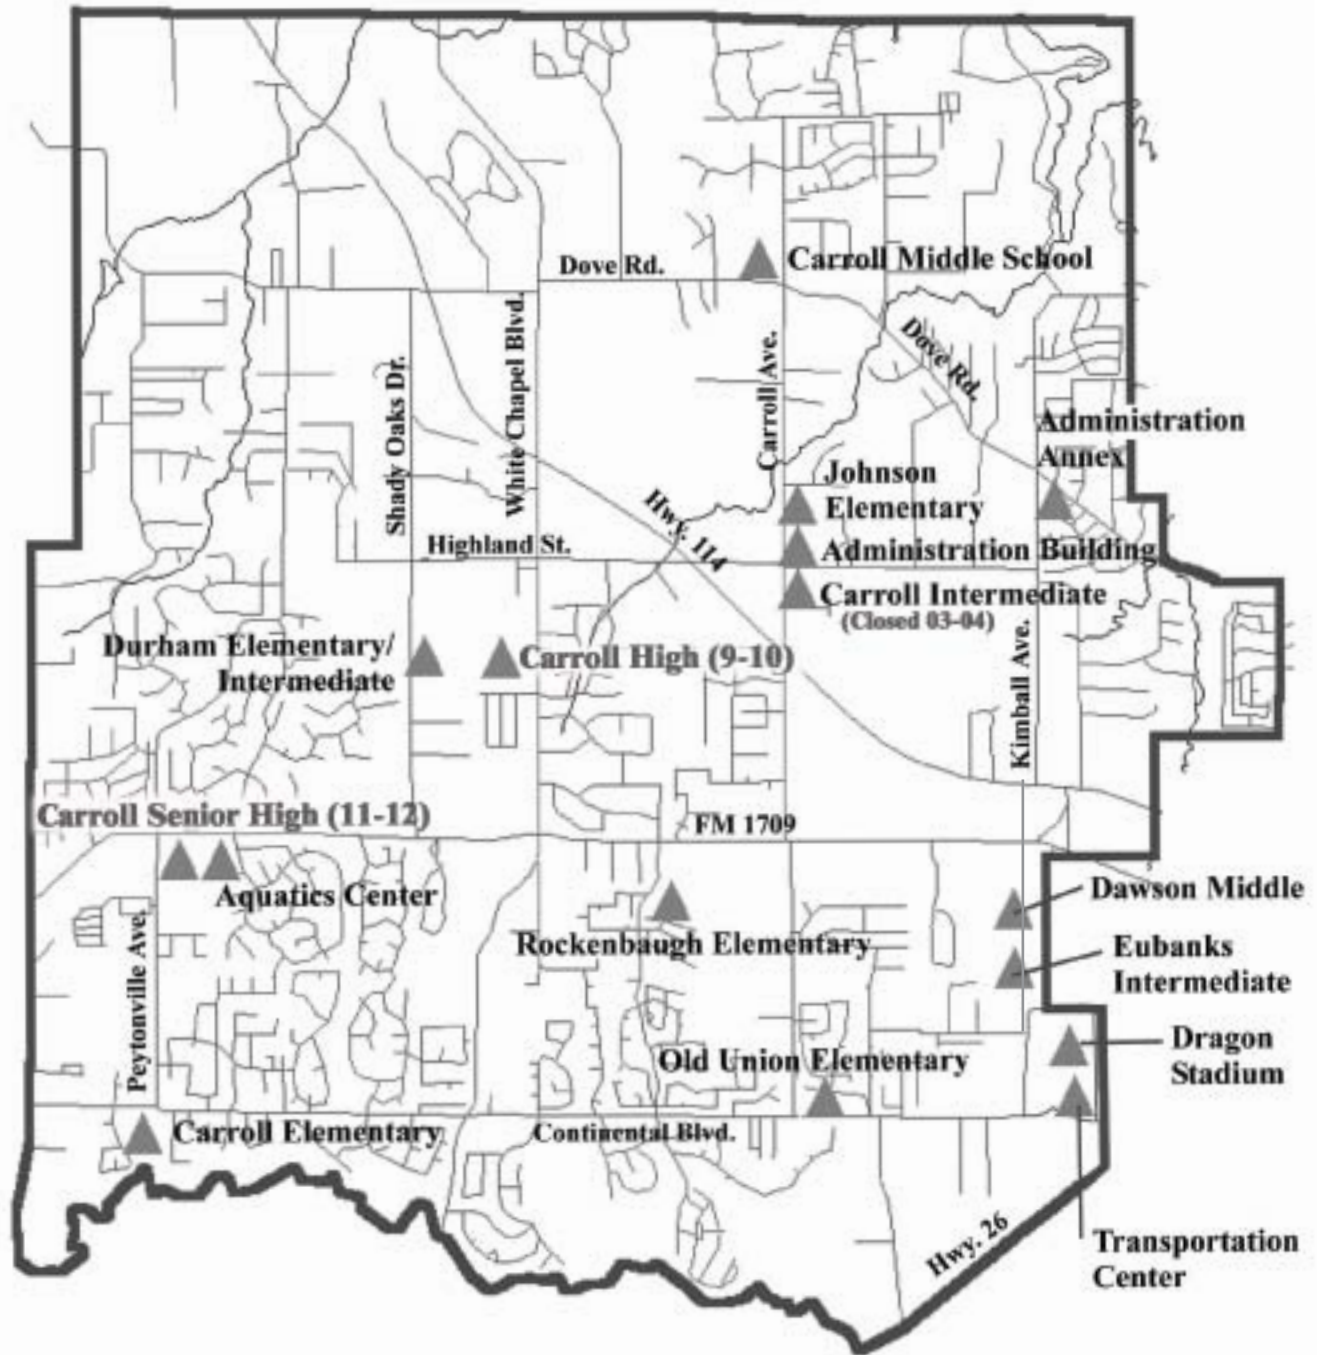 Dove Rd.
Carroll Middle School
Dove Rd.
Shady Oaks Dr.
White Chapel Blvd.
Carroll Ave.
Administration
Annex
Johnson
Elementary
Hwy. 114
Highland St.
Administration Building
Carroll Intermediate
(Closed 03-04)
Durham Elementary/
Intermediate
Carroll High (9-10)
Kimball Ave.
Carroll Senior High (11-12)
FM 1709
Aquatics Center
Dawson Middle
Peytonville Ave.
Rockenbaugh Elementary
Eubanks
Intermediate
Old Union Elementary
Dragon
Stadium
Carroll Elementary
Continental Blvd.
Hwy. 26
Transportation
Center